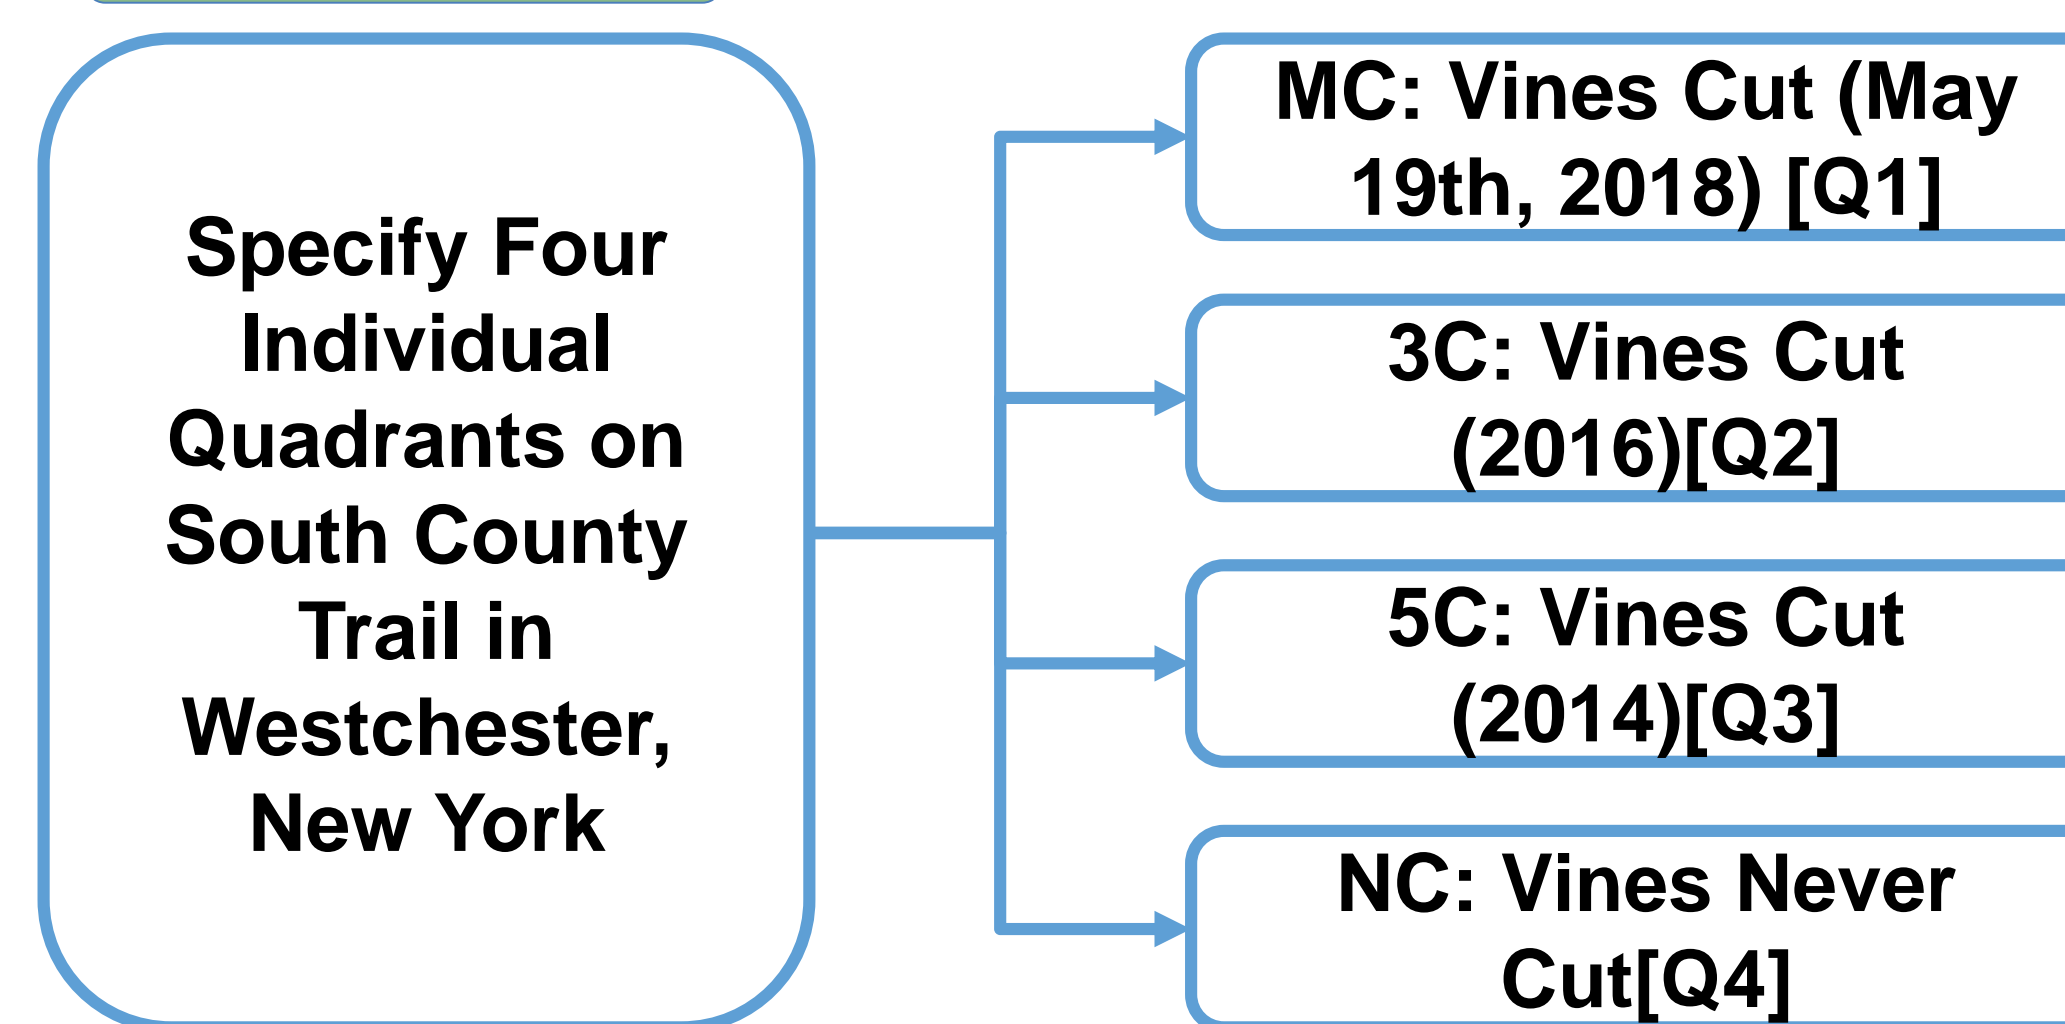 Specify Four
Individual
Quadrants on
South County
Trail in
Westchester,
New York
MC: Vines Cut (May
19th, 2018) [Q1]
3C: Vines Cut
(2016)[Q2]
5C: Vines Cut
(2014)[Q3]
NC: Vines Never
Cut[Q4]